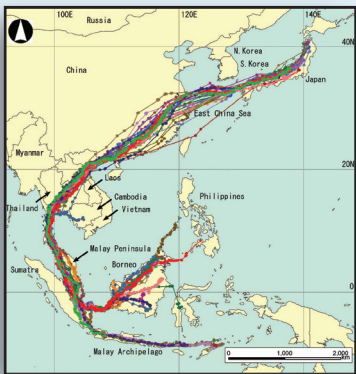 100E 120E 140E
Russia
40N
N.Korea
S.Korea
China
Japan
East China Sea
Myanmar
20N
Laos
Thailand
Cambodia
Philippines
Vietnam
Malay Peninsula
Sumatra
Borneo
0
Malay Archipelago
0 1,000 2,000
km